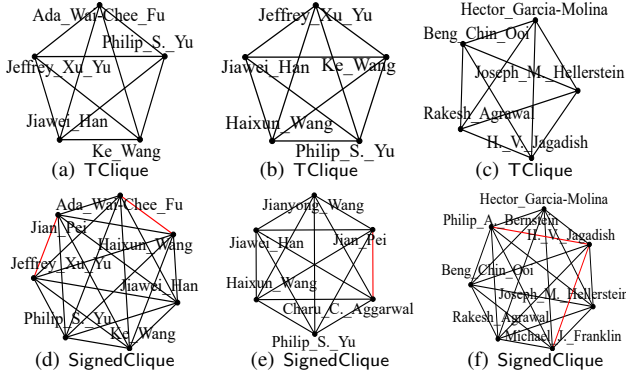 Ada_Wai-Chee_Fu
Philip_S._Yu
Jeffrey_Xu_Yu
Jiawei_Han
Ke_Wang
(a) TClique
Jeffrey_Xu_Yu
Jiawei_Han
Ke_Wang
Haixun_Wang
Philip_S._Yu
(b) TClique
Hector_Garcia-Molina
Beng_Chin_Ooi
Joseph_M._Hellerstein
Rakesh_Agrawal
H._V._Jagadish
(c) TClique
Ada_Wai-Chee_Fu
Jian_Pei
Haixun_Wang
Jeffrey_Xu_Yu
Jiawei_Han
Philip_S._Yu
Ke_Wang
(d) SignedClique
Jianyong_Wang
Jiawei_Han
Jian_Pei
Haixun_Wang
Charu_C._Aggarwal
Philip_S._Yu
(e) SignedClique
Hector_Garcia-Molina
Philip_A._Bernstein
H._V._Jagadish
Beng_Chin_Ooi
Joseph_M._Hellerstein
Rakesh_Agrawal
Michael_J._Franklin
(f) SignedClique